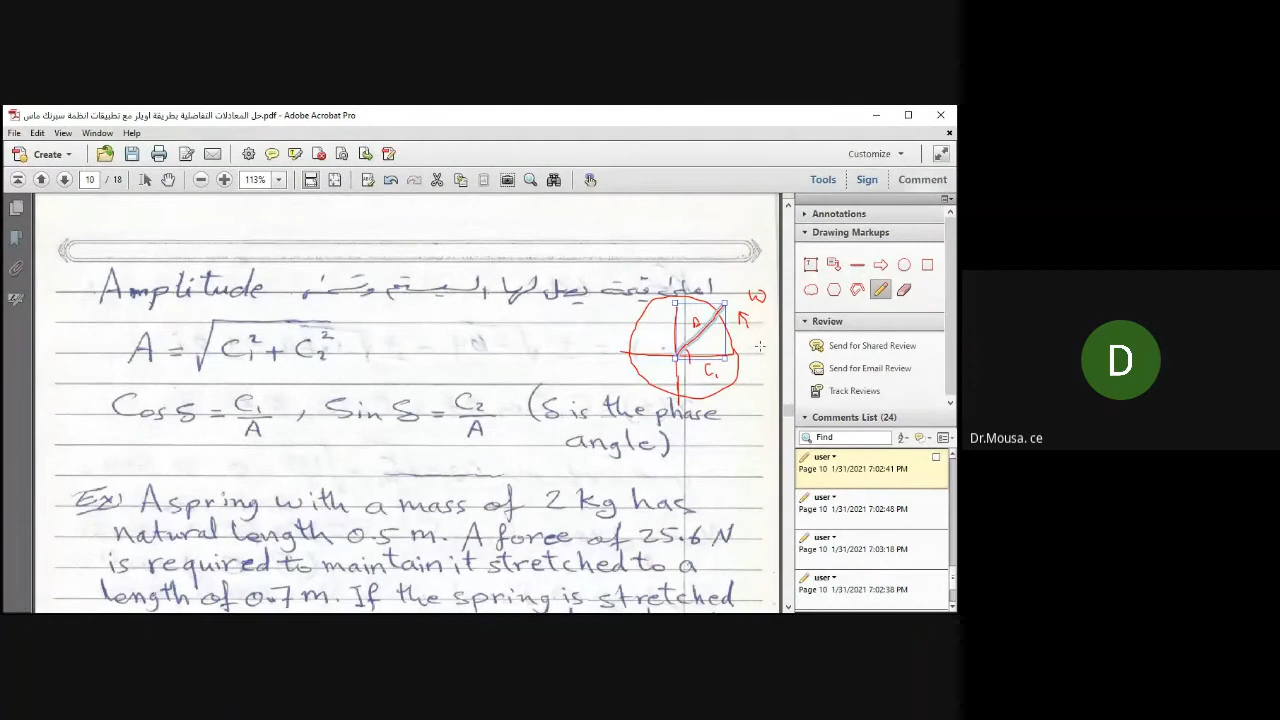 حل المعادلات التفاضلية بطريقة اويلر مع تطبيقات انظمة سبرنك ماس.pdf - Adobe Acrobat Pro
File Edit View Window Help
Create Customize
10 / 18 113% Tools Sign Comment
Annotations
Drawing Markups
Review
Send for Shared Review
Send for Email Review
Track Reviews
Comments List (24)
Find
user
Page 10 1/31/2021 7:02:41 PM
user
Page 10 1/31/2021 7:02:48 PM
user
Page 10 1/31/2021 7:03:18 PM
user
Page 10 1/31/2021 7:02:38 PM
Amplitude
A = √C₁² + C₂²
Cos δ = C₁/A , Sin δ = C₂/A (δ is the phase
angle)
A
C₁
W
Ex) A spring with a mass of 2 kg has
natural length 0.5 m. A force of 25.6 N
is required to maintain it stretched to a
length of 0.7 m. If the spring is stretched
D
Dr.Mousa. ce